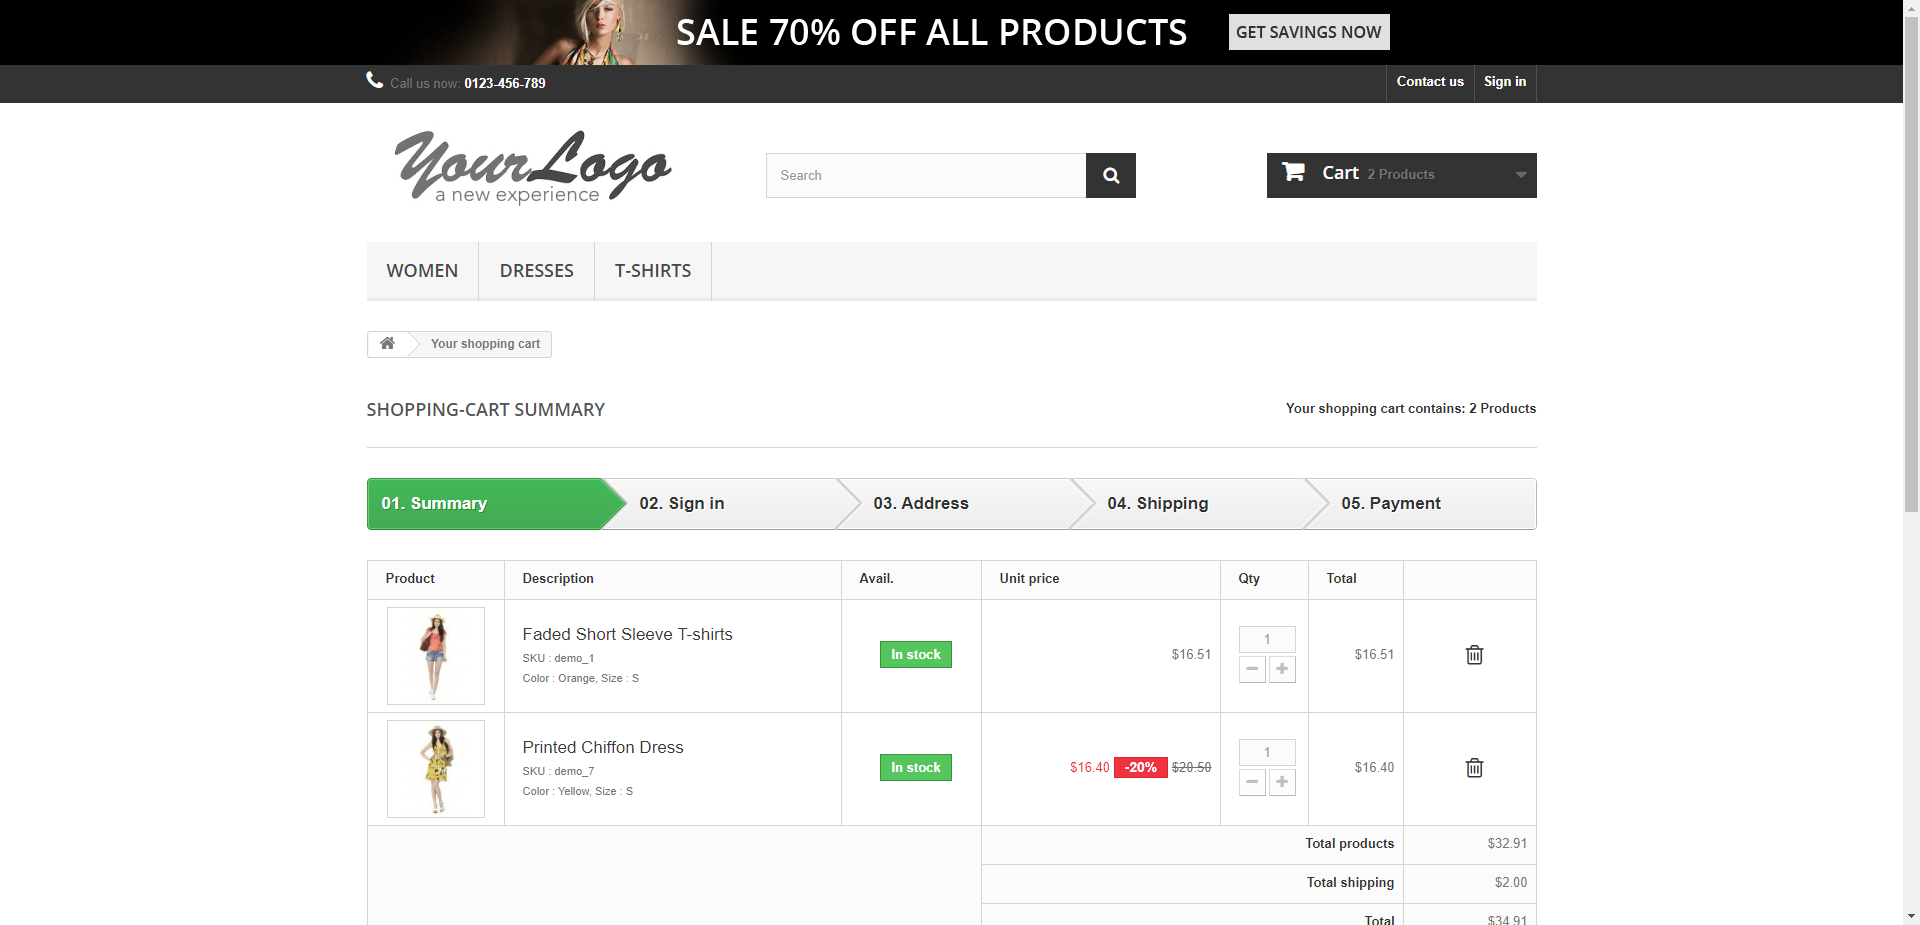 SALE 70% OFF ALL PRODUCTS GET SAVINGS NOW
Call us now: 0123-456-789 Contact us Sign in
YourLogo
a new experience
Search
Cart 2 Products
WOMEN DRESSES T-SHIRTS
Your shopping cart
SHOPPING-CART SUMMARY Your shopping cart contains: 2 Products
01. Summary 02. Sign in 03. Address 04. Shipping 05. Payment
Product Description Avail. Unit price Qty Total
Faded Short Sleeve T-shirts
SKU : demo_1
Color : Orange, Size : S
In stock $16.51 1 $16.51
Printed Chiffon Dress
SKU : demo_7
Color : Yellow, Size : S
In stock $16.40 -20% $20.50 1 $16.40
Total products $32.91
Total shipping $2.00
Total $34.91